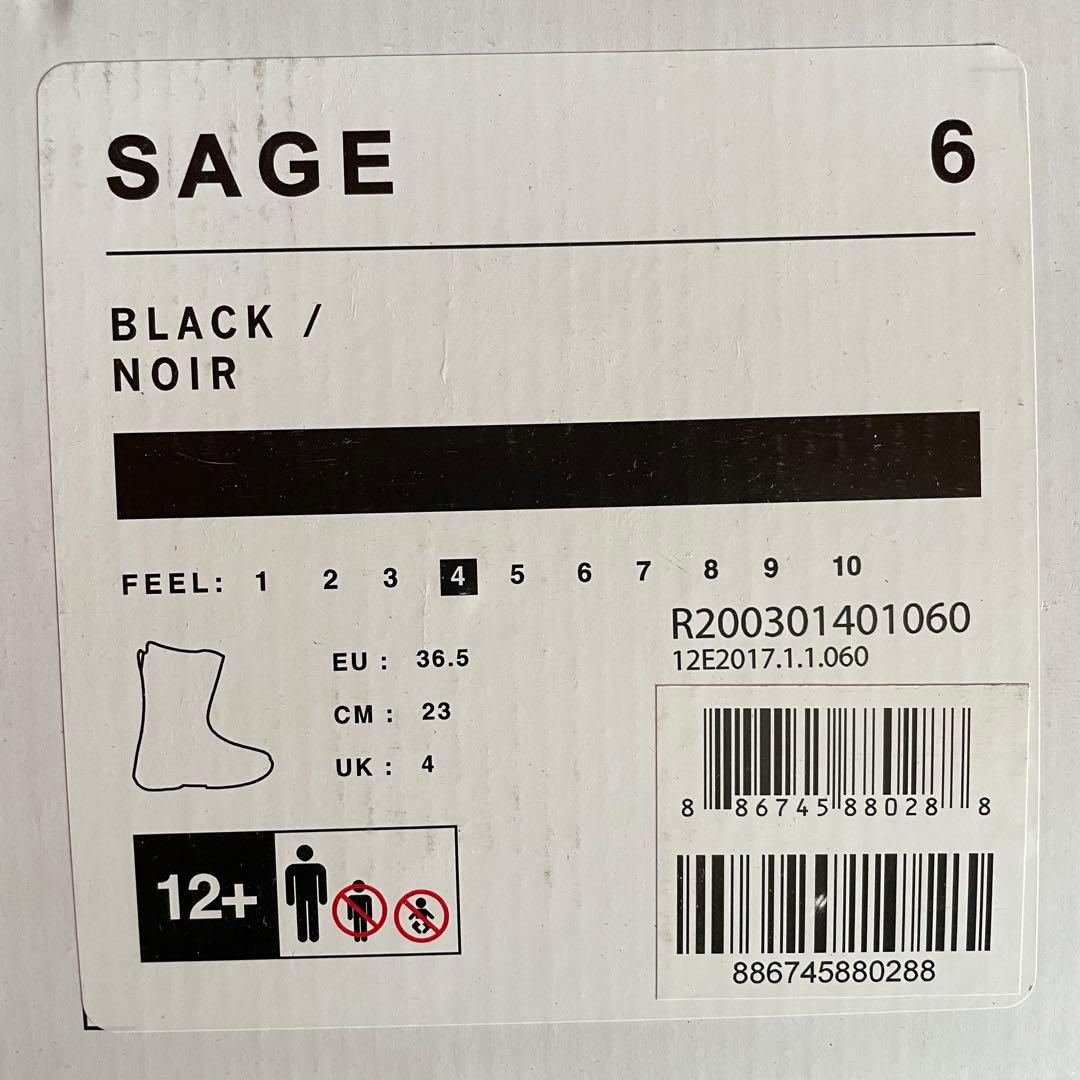 SAGE 6
BLACK /
NOIR
FEEL: 1 2 3 4 5 6 7 8 9 10
R200301401060
12E2017.1.1.060
EU : 36.5
CM : 23
UK : 4
8 86745 88028 8
12+
886745880288